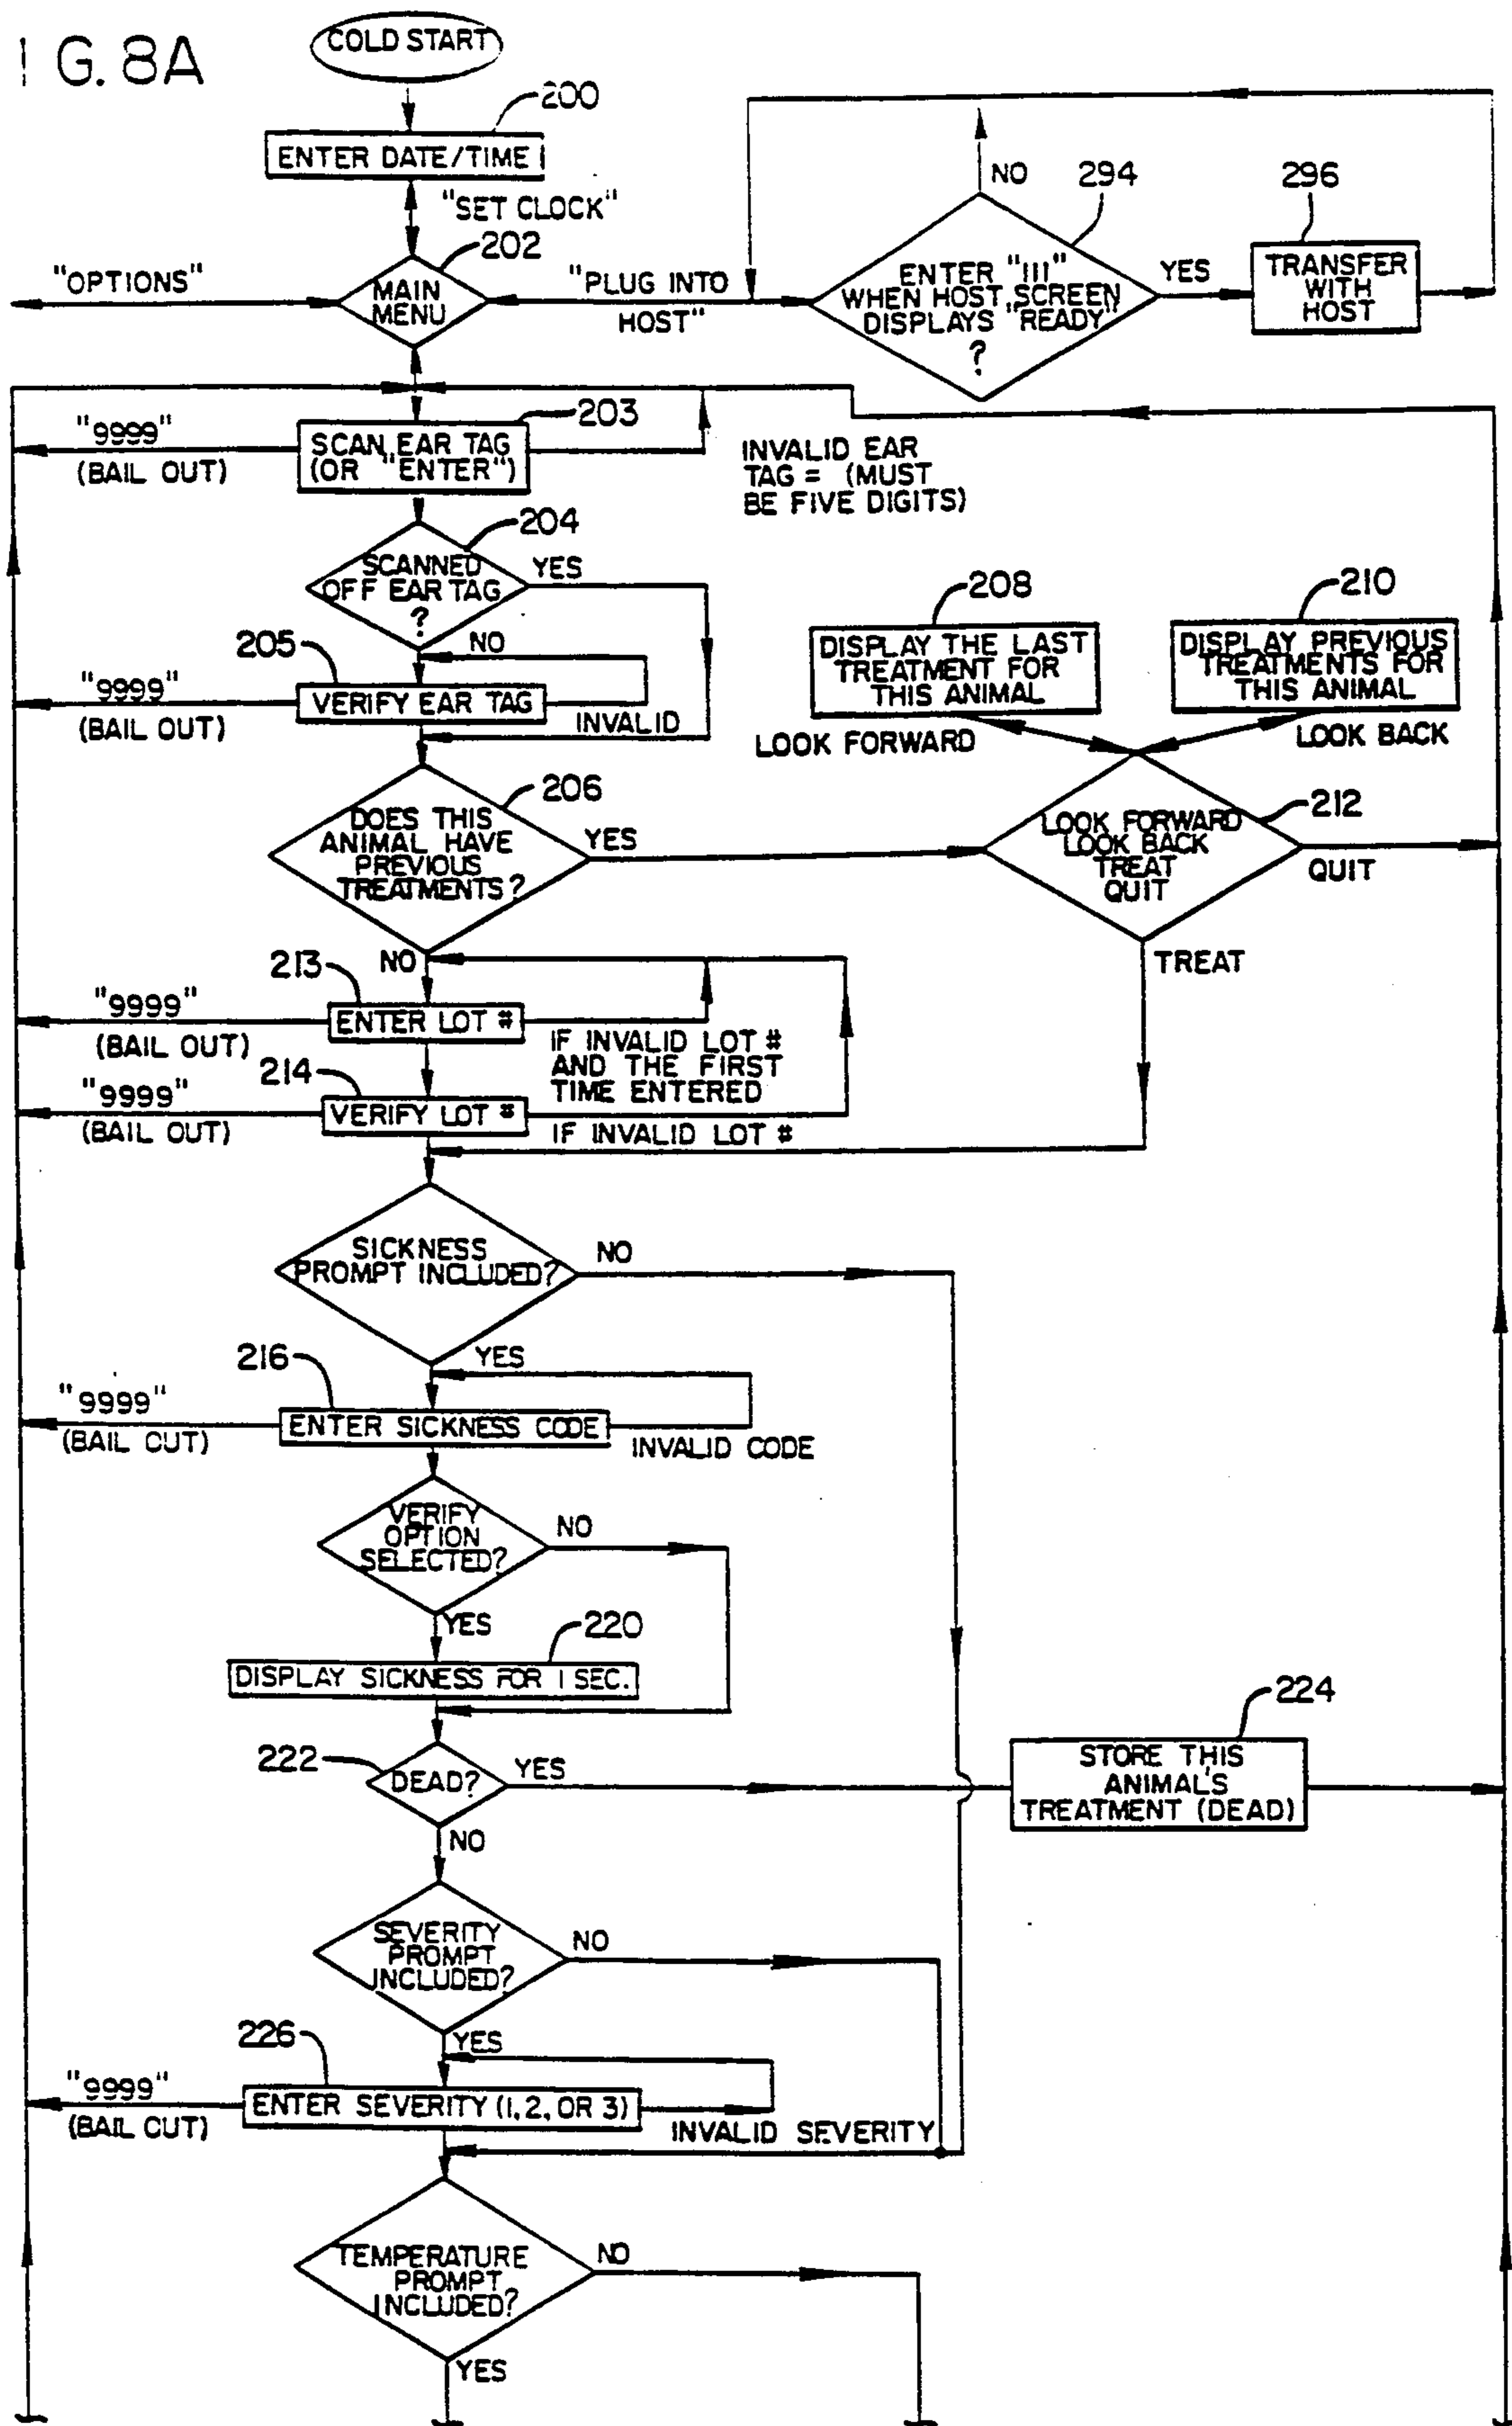 I G. 8A
COLD START
200
ENTER DATE/TIME
"SET CLOCK"
202
"OPTIONS"
MAIN
MENU
"PLUG INTO
HOST"
NO
294
ENTER "111"
WHEN HOST SCREEN
DISPLAYS "READY"
?
YES
296
TRANSFER
WITH
HOST
203
"9999"
(BAIL OUT)
SCAN EAR TAG
(OR "ENTER")
INVALID EAR
TAG = (MUST
BE FIVE DIGITS)
204
SCANNED
OFF EAR TAG
?
YES
NO
205
"9999"
(BAIL OUT)
VERIFY EAR TAG
INVALID
208
DISPLAY THE LAST
TREATMENT FOR
THIS ANIMAL
210
DISPLAY PREVIOUS
TREATMENTS FOR
THIS ANIMAL
LOOK FORWARD
LOOK BACK
206
DOES THIS
ANIMAL HAVE
PREVIOUS
TREATMENTS?
YES
212
LOOK FORWARD
LOOK BACK
TREAT
QUIT
QUIT
TREAT
NO
213
"9999"
(BAIL OUT)
ENTER LOT #
IF INVALID LOT #
AND THE FIRST
TIME ENTERED
214
"9999"
(BAIL OUT)
VERIFY LOT #
IF INVALID LOT #
SICKNESS
PROMPT INCLUDED?
NO
YES
216
"9999"
(BAIL OUT)
ENTER SICKNESS CODE
INVALID CODE
VERIFY
OPTION
SELECTED?
NO
YES
220
DISPLAY SICKNESS FOR 1 SEC.
222
DEAD?
YES
224
STORE THIS
ANIMAL'S
TREATMENT (DEAD)
NO
SEVERITY
PROMPT
INCLUDED?
NO
YES
226
"9999"
(BAIL OUT)
ENTER SEVERITY (1, 2, OR 3)
INVALID SEVERITY
TEMPERATURE
PROMPT
INCLUDED?
NO
YES